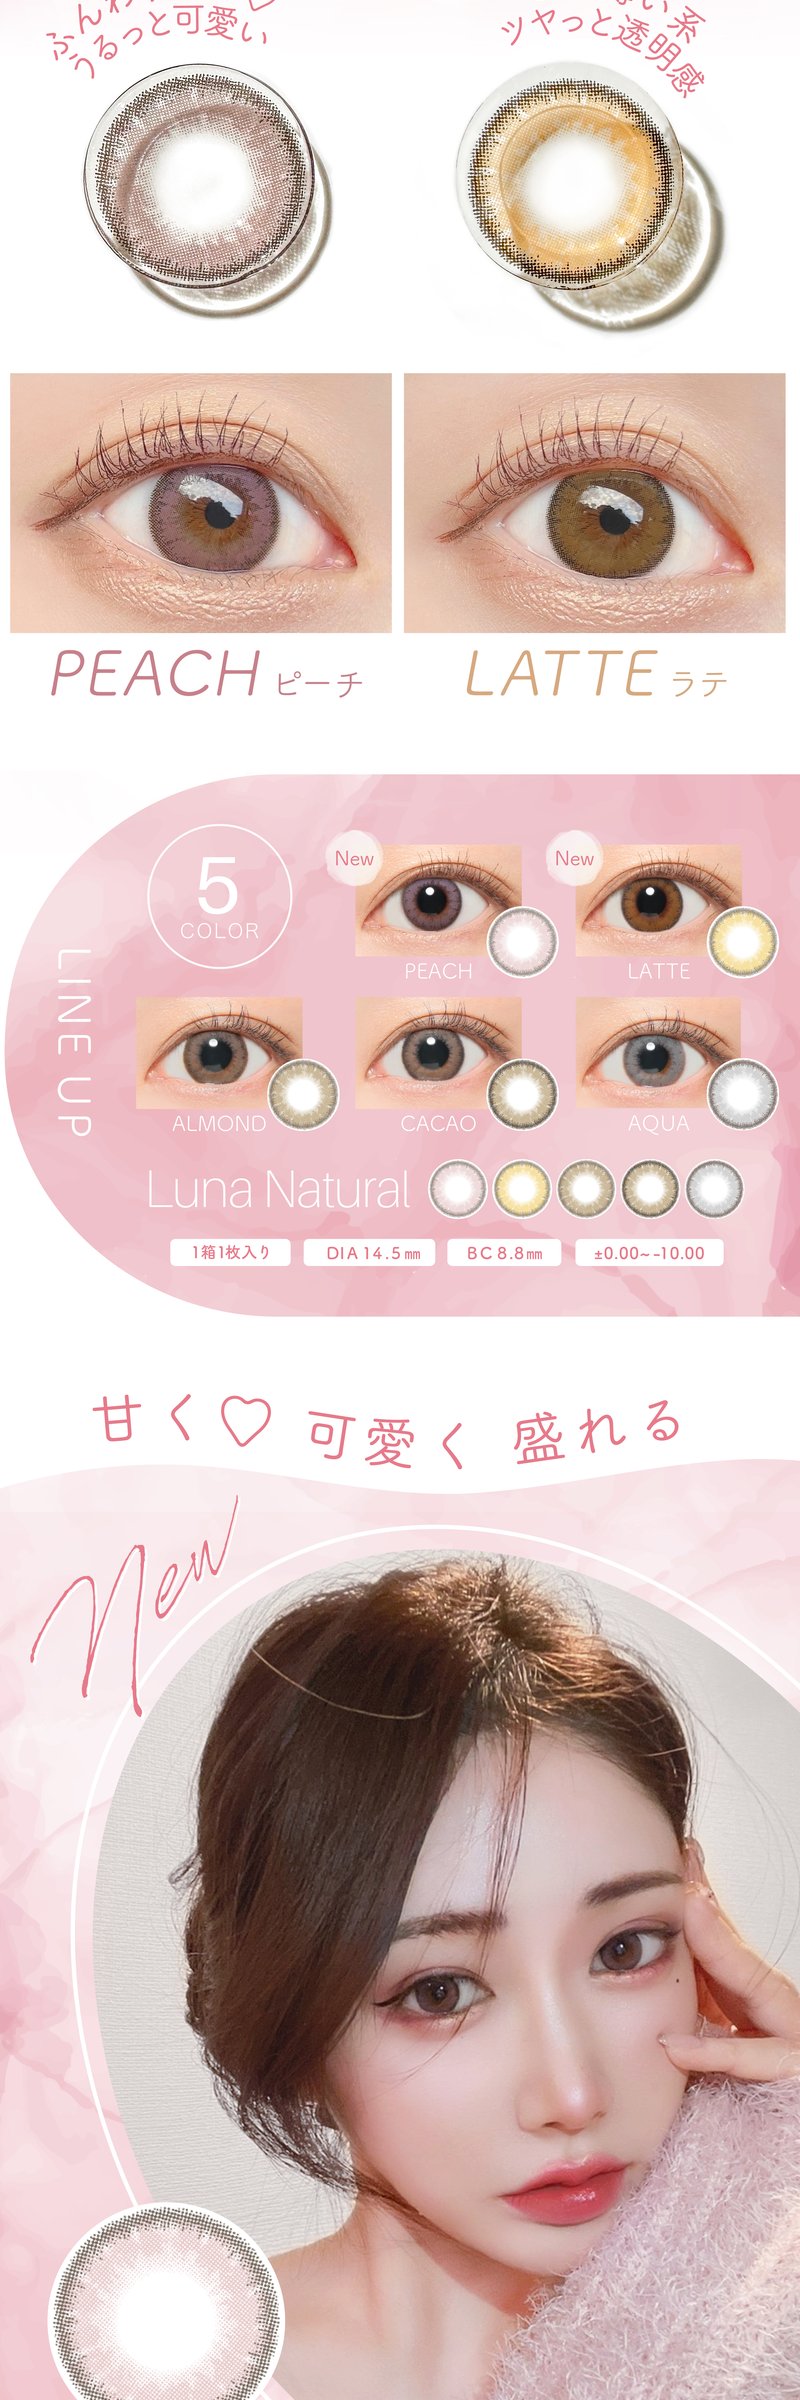 うるっと可愛い
ツヤっと透明感
PEACH ピーチ
LATTE ラテ
5
COLOR
LINE UP
New
PEACH
New
LATTE
ALMOND
CACAO
AQUA
Luna Natural
1箱1枚入り
DIA 14.5㎜
BC 8.8㎜
±0.00~-10.00
甘く♡可愛く 盛れる
New